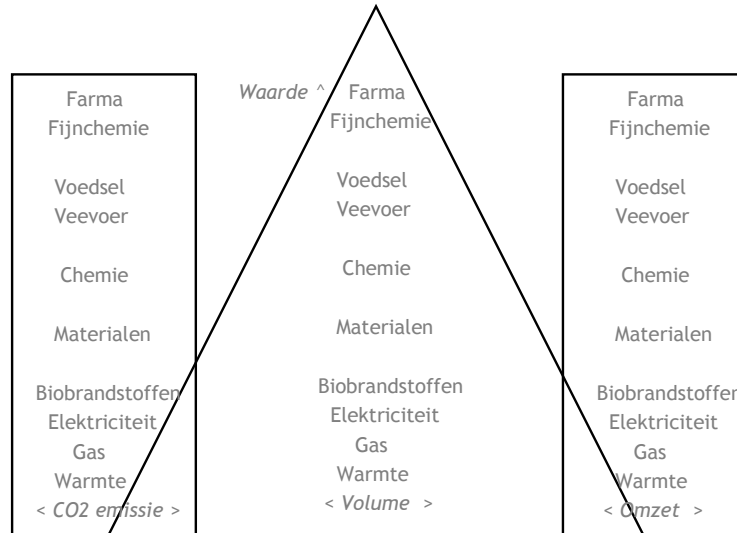 Farma
Fijnchemie
Voedsel
Veevoer
Chemie
Materialen
Biobrandstoffen
Elektriciteit
Gas
Warmte
< CO2 emissie >
Waarde ^
Farma
Fijnchemie
Voedsel
Veevoer
Chemie
Materialen
Biobrandstoffen
Elektriciteit
Gas
Warmte
< Volume >
Farma
Fijnchemie
Voedsel
Veevoer
Chemie
Materialen
Biobrandstoffen
Elektriciteit
Gas
Warmte
< Omzet >